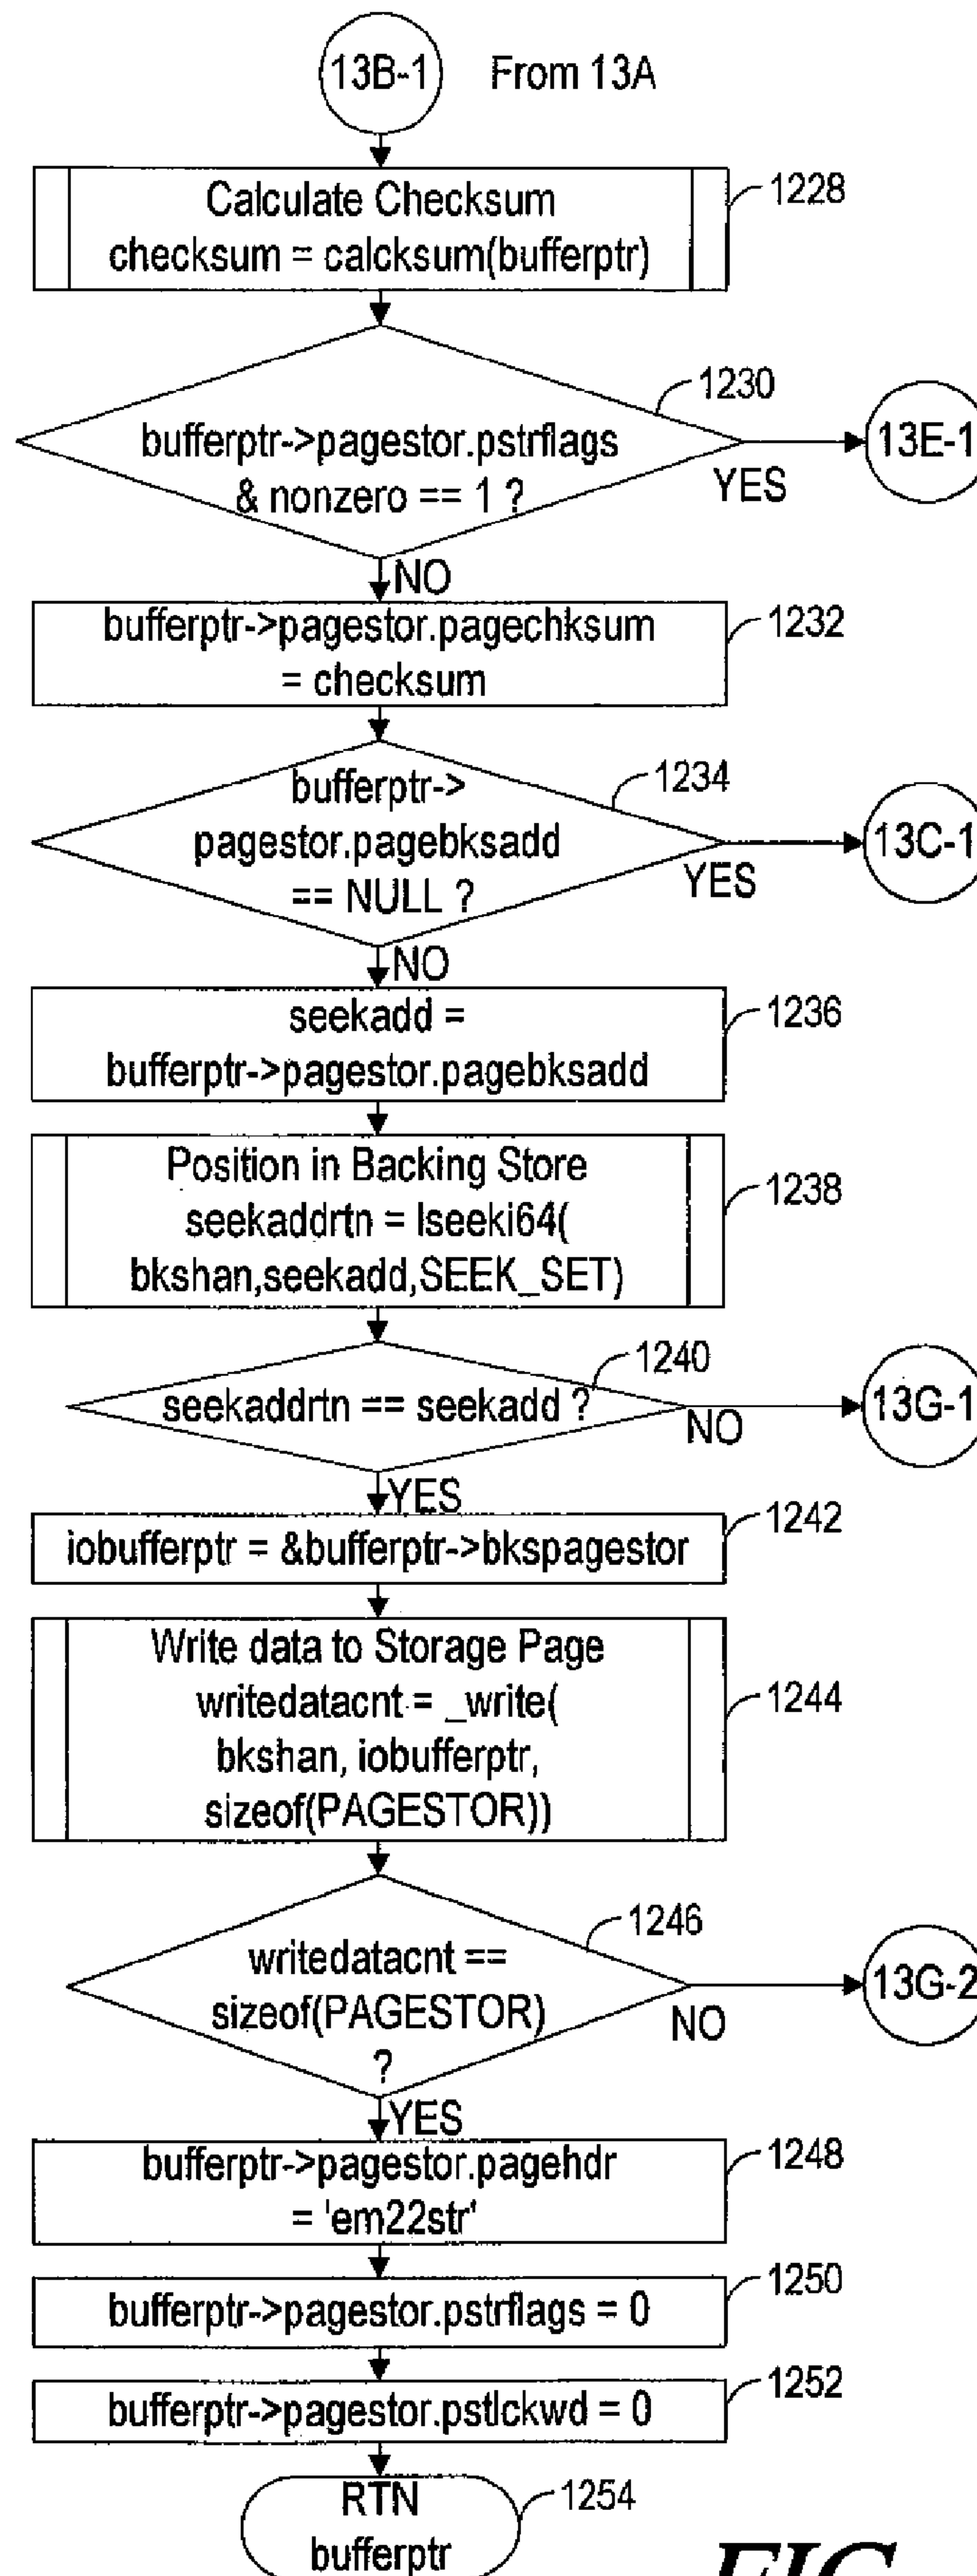 13B-1 From 13A
Calculate Checksum
checksum = calcksum(bufferptr)
1228
1230
bufferptr->pagestor.pstrflags
& nonzero == 1 ?
YES
13E-1
NO
bufferptr->pagestor.pagechksum
= checksum
1232
bufferptr->
pagestor.pagebksadd
== NULL ?
1234
YES
13C-1
NO
seekadd =
bufferptr->pagestor.pagebksadd
1236
Position in Backing Store
seekaddrtn = lseeki64(
bkshan,seekadd,SEEK_SET)
1238
1240
seekaddrtn == seekadd ?
NO
13G-1
YES
iobufferptr = &bufferptr->bkspagestor
1242
Write data to Storage Page
writedatacnt = _write(
bkshan, iobufferptr,
sizeof(PAGESTOR))
1244
1246
writedatacnt ==
sizeof(PAGESTOR)
?
NO
13G-2
YES
bufferptr->pagestor.pagehdr
= 'em22str'
1248
bufferptr->pagestor.pstrflags = 0
1250
bufferptr->pagestor.pstlckwd = 0
1252
RTN
bufferptr
1254
FIG